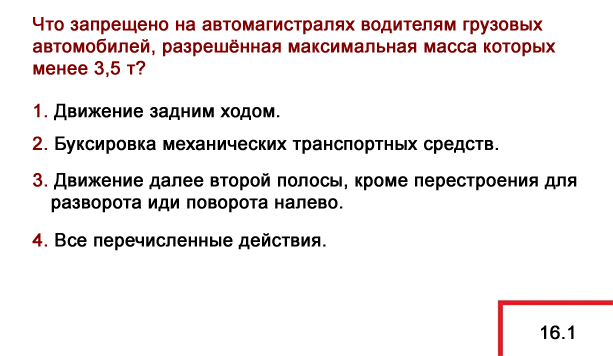 Что запрещено на автомагистралях водителям грузовых
автомобилей, разрешённая максимальная масса которых
менее 3,5 т?
1. Движение задним ходом.
2. Буксировка механических транспортных средств.
3. Движение далее второй полосы, кроме перестроения для
разворота иди поворота налево.
4. Все перечисленные действия.
16.1